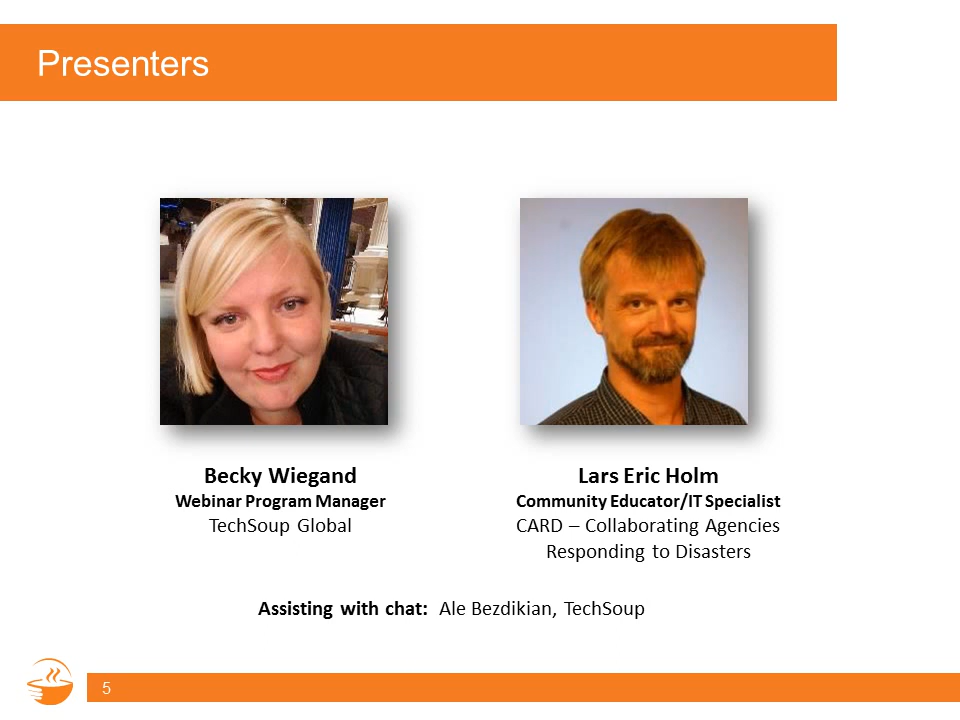 Presenters
Becky Wiegand
Webinar Program Manager
TechSoup Global
Lars Eric Holm
Community Educator/IT Specialist
CARD – Collaborating Agencies
Responding to Disasters
Assisting with chat: Ale Bezdikian, TechSoup
5